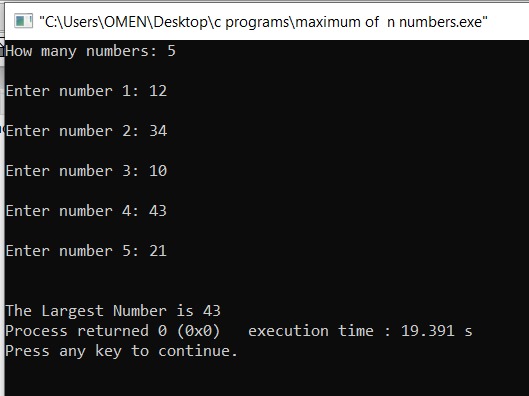 "C:\Users\OMEN\Desktop\c programs\maximum of  n numbers.exe"
How many numbers: 5
Enter number 1: 12
Enter number 2: 34
Enter number 3: 10
Enter number 4: 43
Enter number 5: 21
The Largest Number is 43
Process returned 0 (0x0)   execution time : 19.391 s
Press any key to continue.